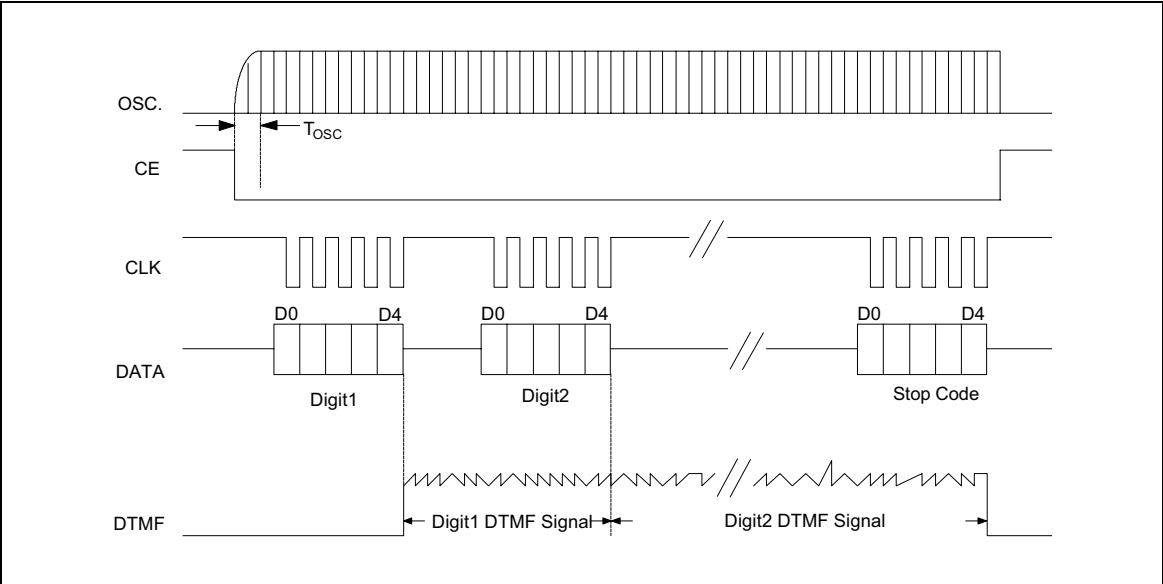 OSC.
TOSC
CE
CLK
D0 D4 D0 D4 D0 D4
DATA
Digit1 Digit2 Stop Code
DTMF
Digit1 DTMF Signal Digit2 DTMF Signal